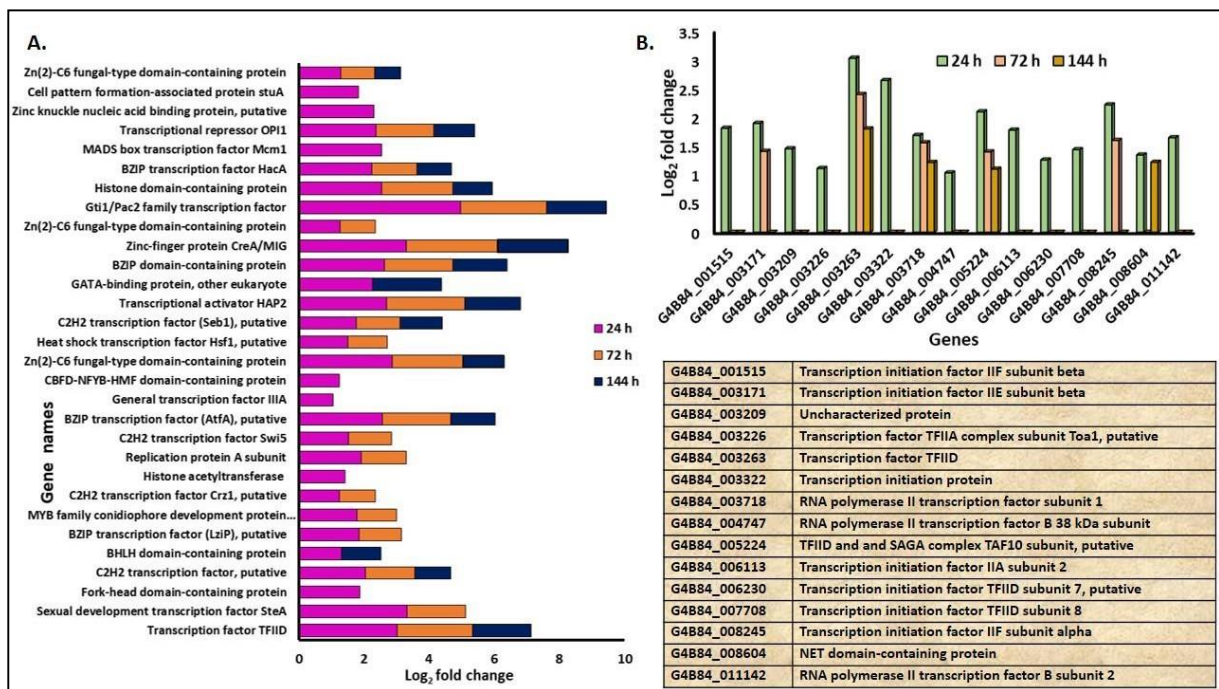 A.
Gene names
Zn(2)-C6 fungal-type domain-containing protein
Cell pattern formation-associated protein stuA
Zinc knuckle nucleic acid binding protein, putative
Transcriptional repressor OPI1
MADS box transcription factor Mcm1
BZIP transcription factor HacA
Histone domain-containing protein
Gti1/Pac2 family transcription factor
Zn(2)-C6 fungal-type domain-containing protein
Zinc-finger protein CreA/MIG
BZIP domain-containing protein
GATA-binding protein, other eukaryote
Transcriptional activator HAP2
C2H2 transcription factor (Seb1), putative
Heat shock transcription factor Hsf1, putative
Zn(2)-C6 fungal-type domain-containing protein
CBFD-NFYB-HMF domain-containing protein
General transcription factor IIIA
BZIP transcription factor (AtfA), putative
C2H2 transcription factor Swi5
Replication protein A subunit
Histone acetyltransferase
C2H2 transcription factor Crz1, putative
MYB family conidiophore development protein...
BZIP transcription factor (LziP), putative
BHLH domain-containing protein
C2H2 transcription factor, putative
Fork-head domain-containing protein
Sexual development transcription factor SteA
Transcription factor TFIID
0 2 4 6 8 10
Log2 fold change
24 h
72 h
144 h
B.
Log2 fold change
3.5
3
2.5
2
1.5
1
0.5
0
24 h 72 h 144 h
G4B84_001515
G4B84_003171
G4B84_003209
G4B84_003226
G4B84_003263
G4B84_003322
G4B84_003718
G4B84_004747
G4B84_005224
G4B84_006113
G4B84_006230
G4B84_007708
G4B84_008245
G4B84_008604
G4B84_011142
Genes
G4B84_001515 Transcription initiation factor IIF subunit beta
G4B84_003171 Transcription initiation factor IIE subunit beta
G4B84_003209 Uncharacterized protein
G4B84_003226 Transcription factor TFIIA complex subunit Toa1, putative
G4B84_003263 Transcription factor TFIID
G4B84_003322 Transcription initiation protein
G4B84_003718 RNA polymerase II transcription factor subunit 1
G4B84_004747 RNA polymerase II transcription factor B 38 kDa subunit
G4B84_005224 TFIID and and SAGA complex TAF10 subunit, putative
G4B84_006113 Transcription initiation factor IIA subunit 2
G4B84_006230 Transcription initiation factor TFIID subunit 7, putative
G4B84_007708 Transcription initiation factor TFIID subunit 8
G4B84_008245 Transcription initiation factor IIF subunit alpha
G4B84_008604 NET domain-containing protein
G4B84_011142 RNA polymerase II transcription factor B subunit 2